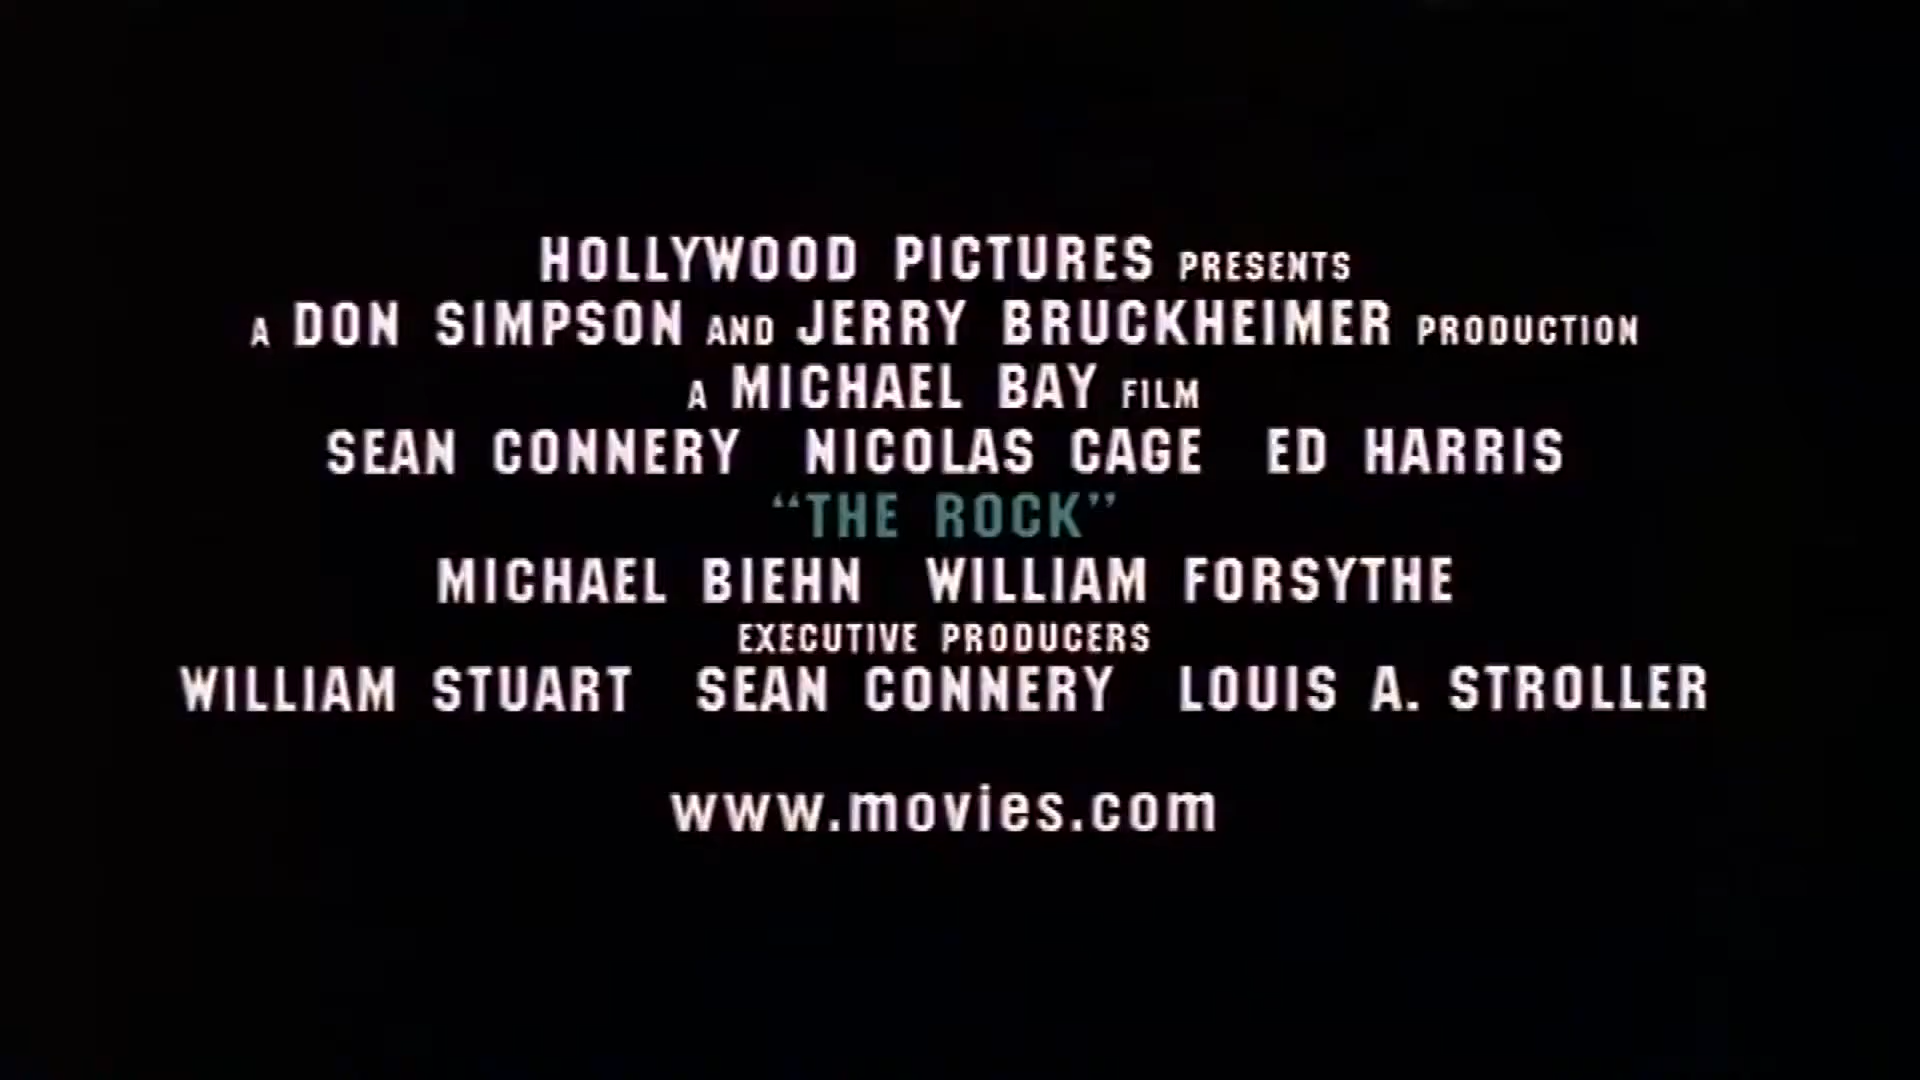 HOLLYWOOD PICTURES PRESENTS
A DON SIMPSON AND JERRY BRUCKHEIMER PRODUCTION
A MICHAEL BAY FILM
SEAN CONNERY NICOLAS CAGE ED HARRIS
“THE ROCK”
MICHAEL BIEHN WILLIAM FORSYTHE
EXECUTIVE PRODUCERS
WILLIAM STUART SEAN CONNERY LOUIS A. STROLLER
www.movies.com